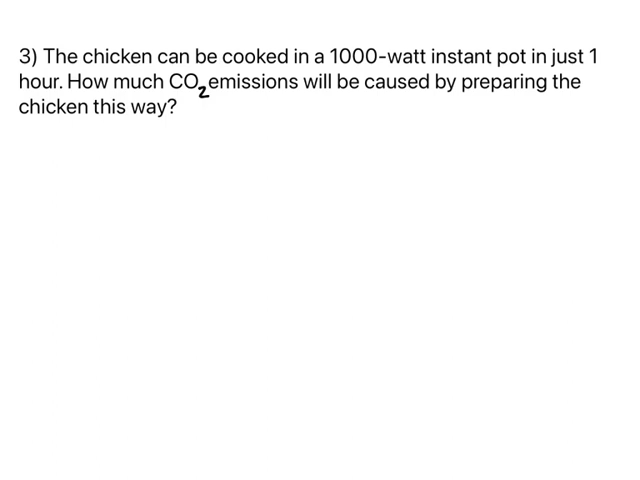 3) The chicken can be cooked in a 1000-watt instant pot in just 1
hour. How much CO₂ emissions will be caused by preparing the
chicken this way?